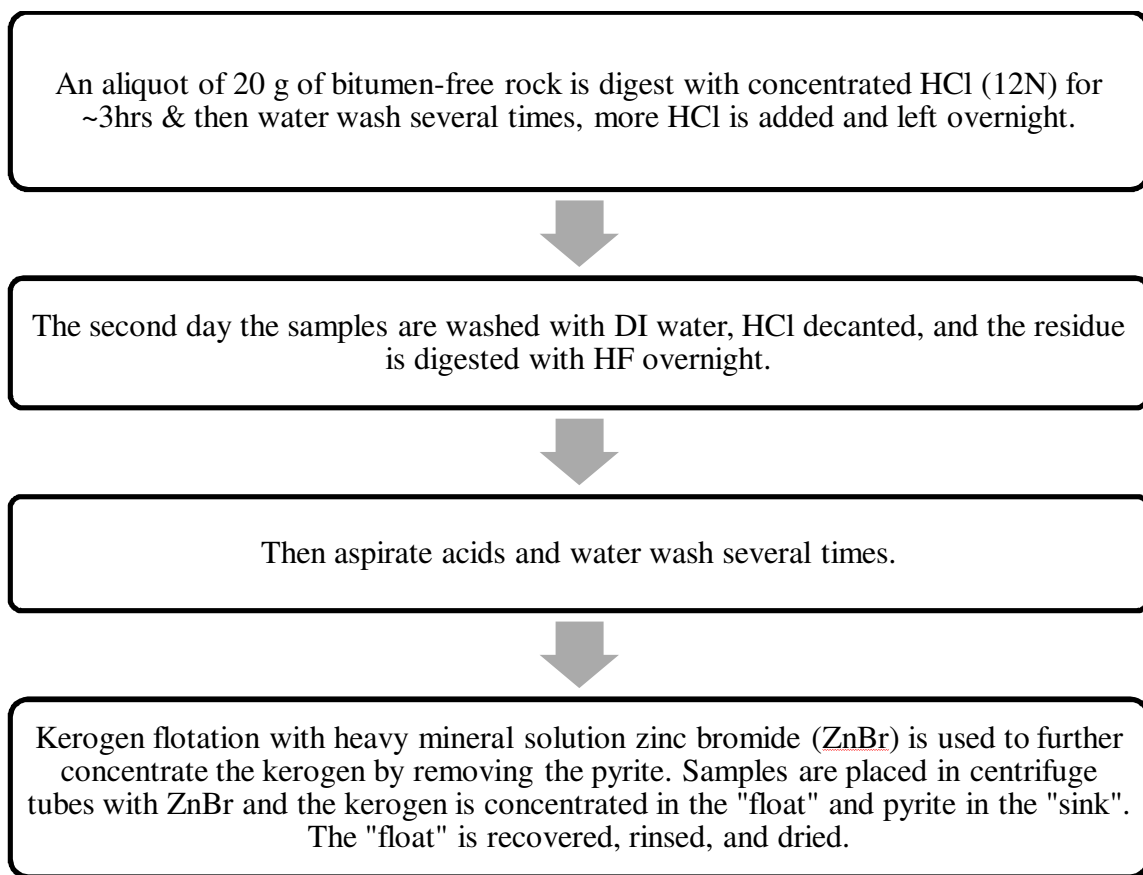 An aliquot of 20 g of bitumen-free rock is digest with concentrated HCl (12N) for
~3hrs & then water wash several times, more HCl is added and left overnight.
The second day the samples are washed with DI water, HCl decanted, and the residue
is digested with HF overnight.
Then aspirate acids and water wash several times.
Kerogen flotation with heavy mineral solution zinc bromide (ZnBr) is used to further
concentrate the kerogen by removing the pyrite. Samples are placed in centrifuge
tubes with ZnBr and the kerogen is concentrated in the "float" and pyrite in the "sink".
The "float" is recovered, rinsed, and dried.